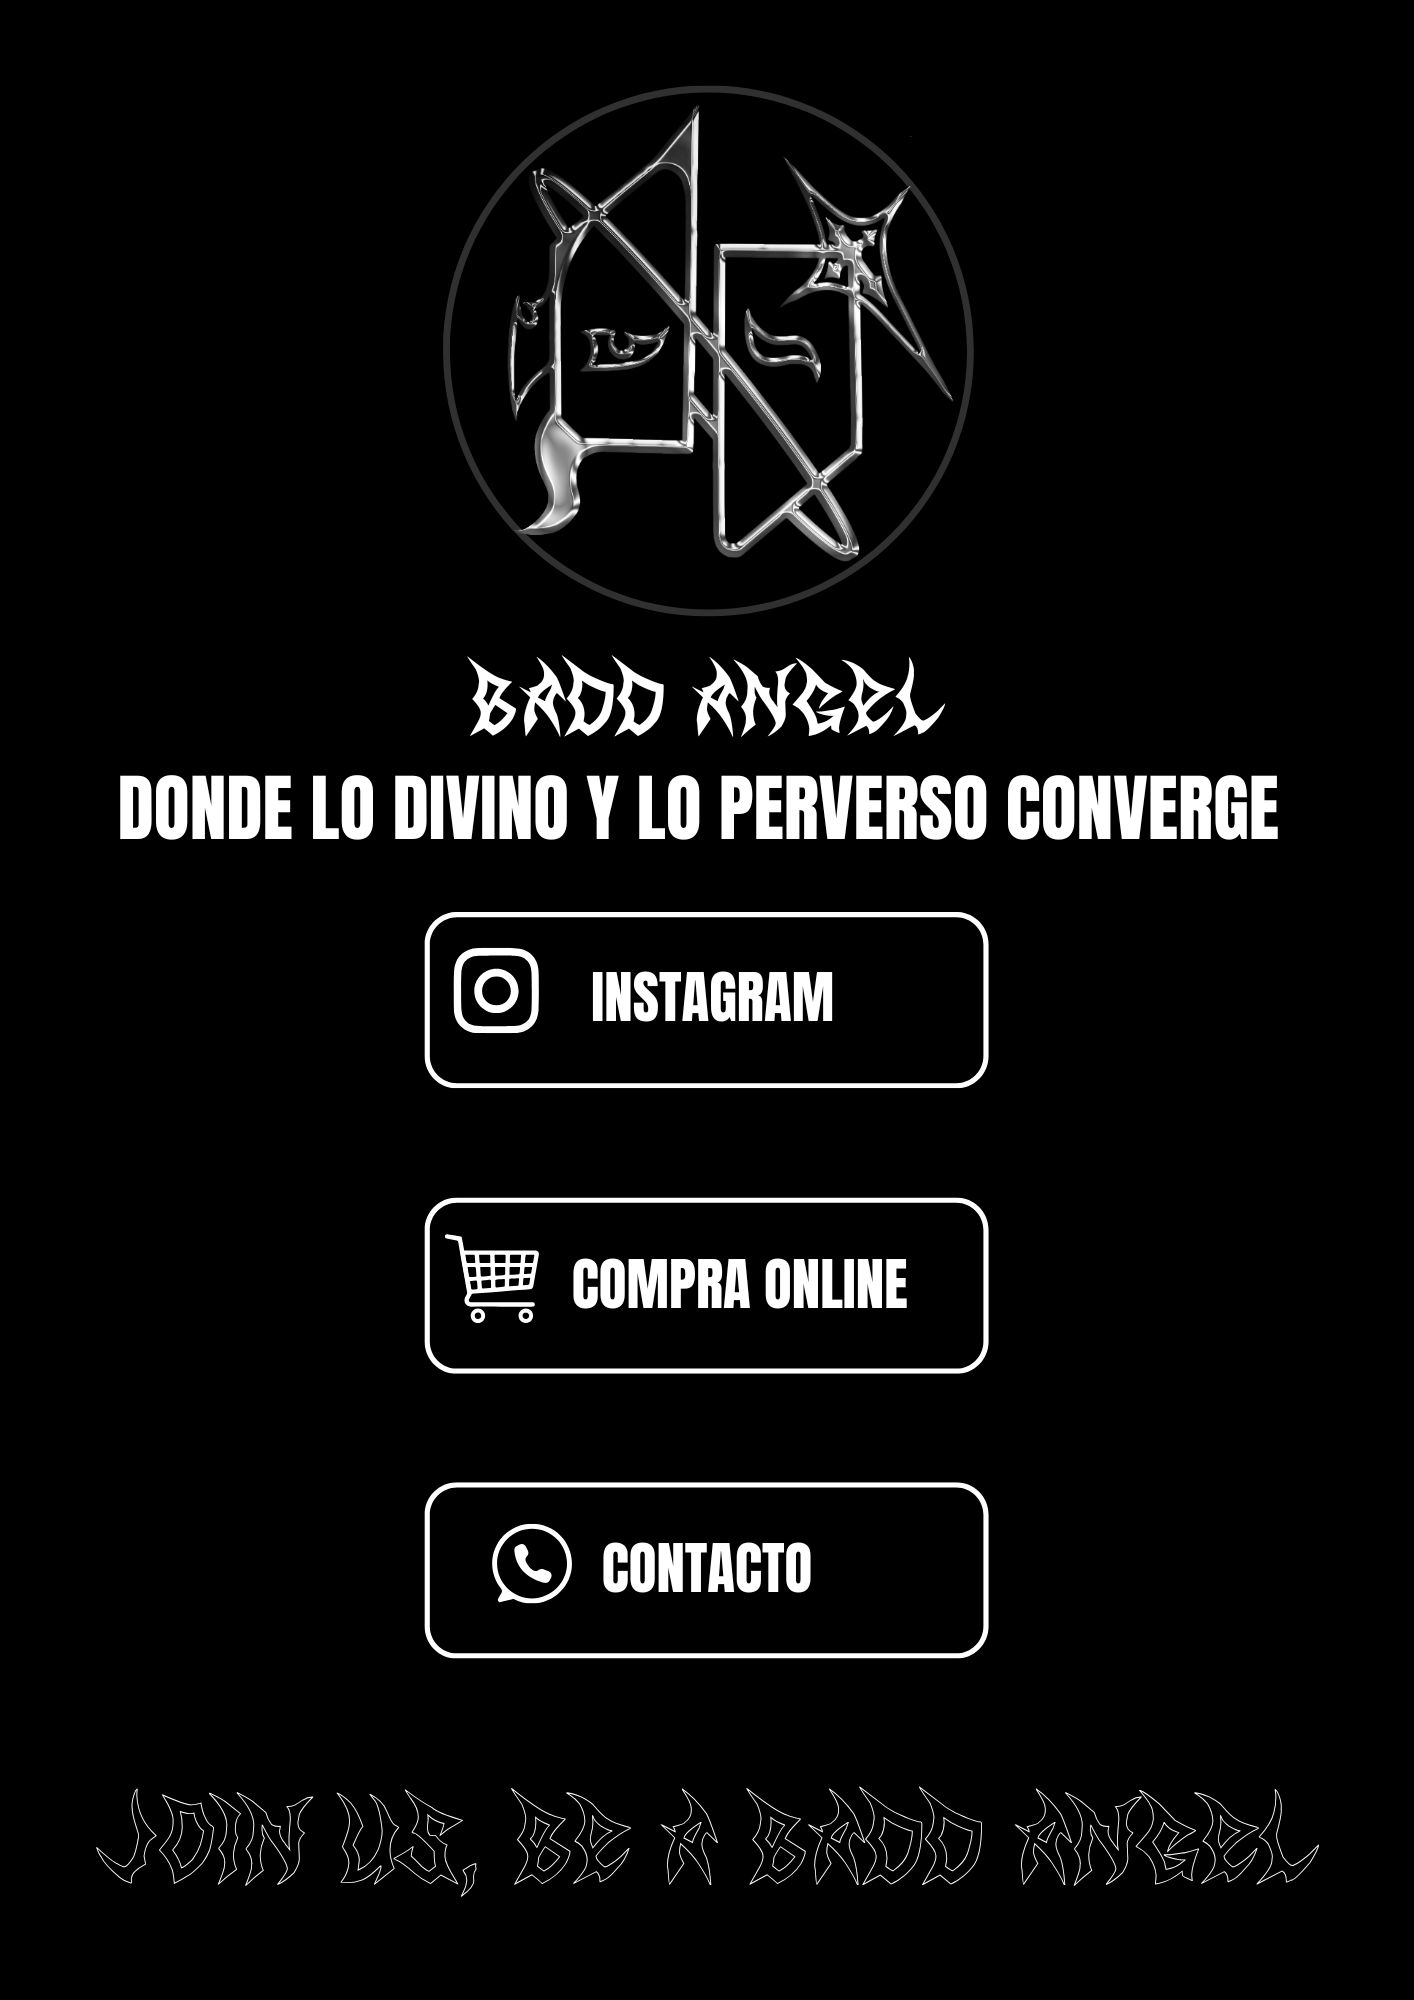 BADD ANGEL
DONDE LO DIVINO Y LO PERVERSO CONVERGE
INSTAGRAM
COMPRA ONLINE
CONTACTO
JOIN US, BE A BADD ANGEL